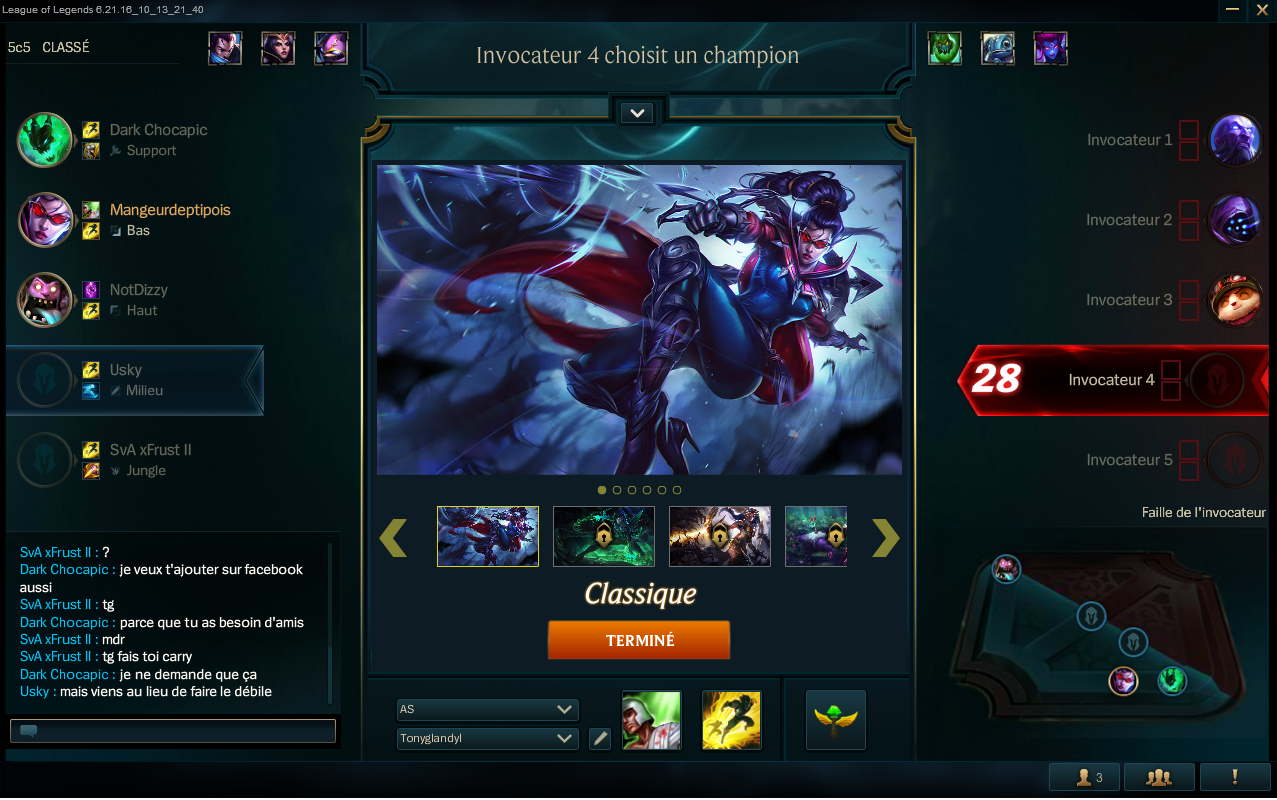 League of Legends 6.21.16_10_13_21_40
5c5 CLASSÉ
Invocateur 4 choisit un champion
Dark Chocapic
Support
Mangeurdeptipois
Bas
NotDizzy
Haut
Usky
Milieu
SvA xFrust II
Jungle
SvA xFrust II : ?
Dark Chocapic : je veux t'ajouter sur facebook
aussi
SvA xFrust II : tg
Dark Chocapic : parce que tu as besoin d'amis
SvA xFrust II : mdr
SvA xFrust II : tg fais toi carry
Dark Chocapic : je ne demande que ça
Usky : mais viens au lieu de faire le débile
Classique
TERMINÉ
AS
Tonyglandyl
Invocateur 1
Invocateur 2
Invocateur 3
28 Invocateur 4
Invocateur 5
Faille de l'invocateur
3
!